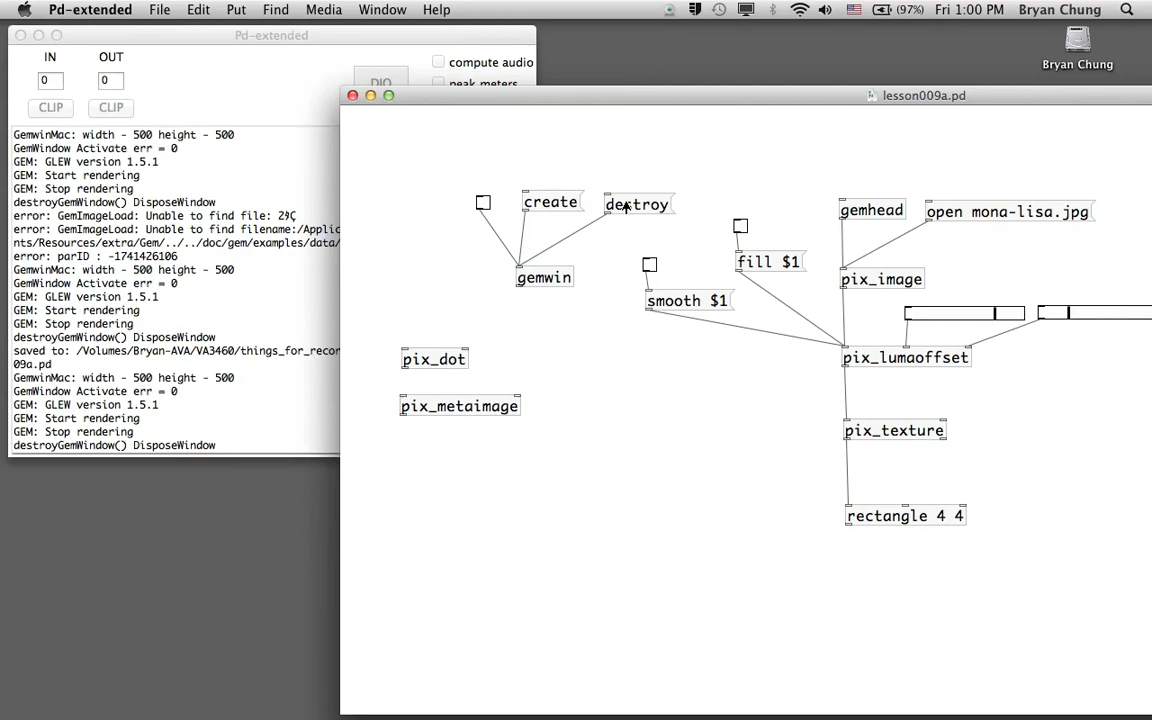 Pd-extended File Edit Put Find Media Window Help (97%) Fri 1:00 PM Bryan Chung
Pd-extended
IN OUT
compute audio
0 0
DIO
peak meters
CLIP CLIP
GemwinMac: width - 500 height - 500
GemWindow Activate err = 0
GEM: GLEW version 1.5.1
GEM: Start rendering
GEM: Stop rendering
destroyGemWindow() DisposeWindow
error: GemImageLoad: Unable to find file:
error: GemImageLoad: Unable to find filename:/Applic
nts/Resources/extra/Gem/../../doc/gem/examples/data/
error: parID : -1741426106
GemwinMac: width - 500 height - 500
GemWindow Activate err = 0
GEM: GLEW version 1.5.1
GEM: Start rendering
GEM: Stop rendering
destroyGemWindow() DisposeWindow
saved to: /Volumes/Bryan-AVA/VA3460/things_for_recor
09a.pd
GemwinMac: width - 500 height - 500
GemWindow Activate err = 0
GEM: GLEW version 1.5.1
GEM: Start rendering
GEM: Stop rendering
destroyGemWindow() DisposeWindow
Bryan Chung
lesson009a.pd
create destroy
gemhead open mona-lisa.jpg
fill $1
gemwin
pix_image
smooth $1
pix_dot
pix_lumaoffset
pix_metaimage
pix_texture
rectangle 4 4